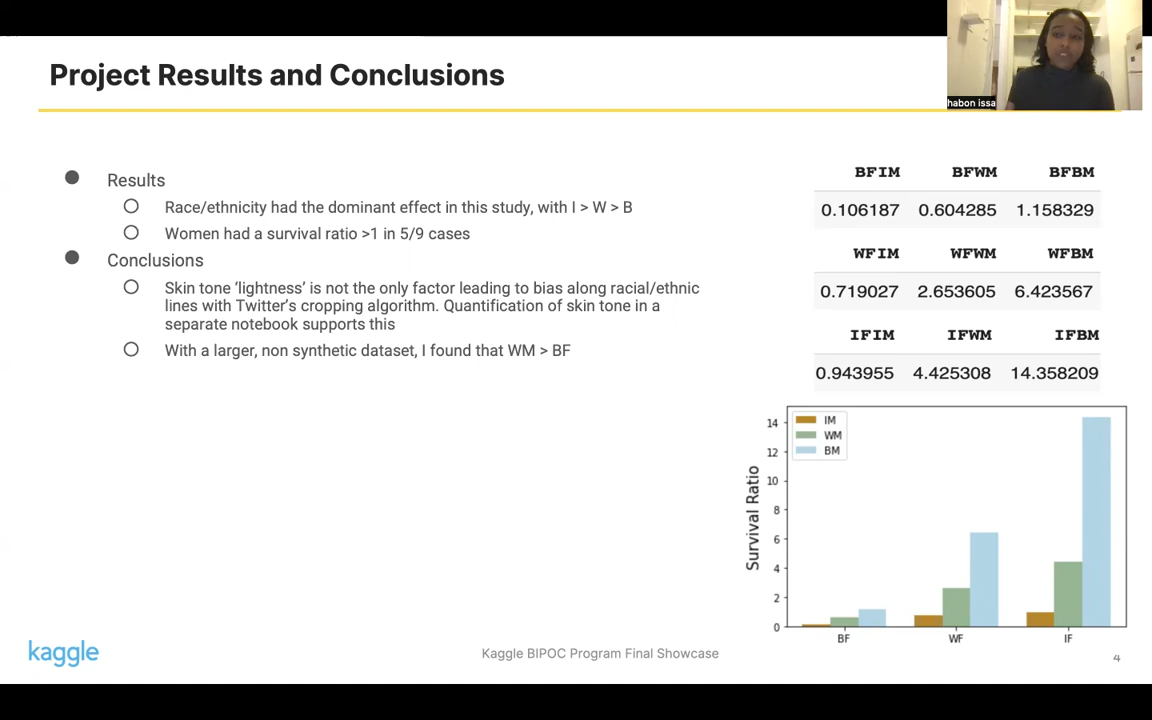 Project Results and Conclusions
habon issa
Results
Race/ethnicity had the dominant effect in this study, with I > W > B
Women had a survival ratio >1 in 5/9 cases
Conclusions
Skin tone ‘lightness’ is not the only factor leading to bias along racial/ethnic
lines with Twitter’s cropping algorithm. Quantification of skin tone in a
separate notebook supports this
With a larger, non synthetic dataset, I found that WM > BF
BFIM BFWM BFBM
0.106187 0.604285 1.158329
WFIM WFWM WFBM
0.719027 2.653605 6.423567
IFIM IFWM IFBM
0.943955 4.425308 14.358209
IM
WM
BM
Survival Ratio
14
12
10
8
6
4
2
0
BF WF IF
kaggle
Kaggle BIPOC Program Final Showcase
4